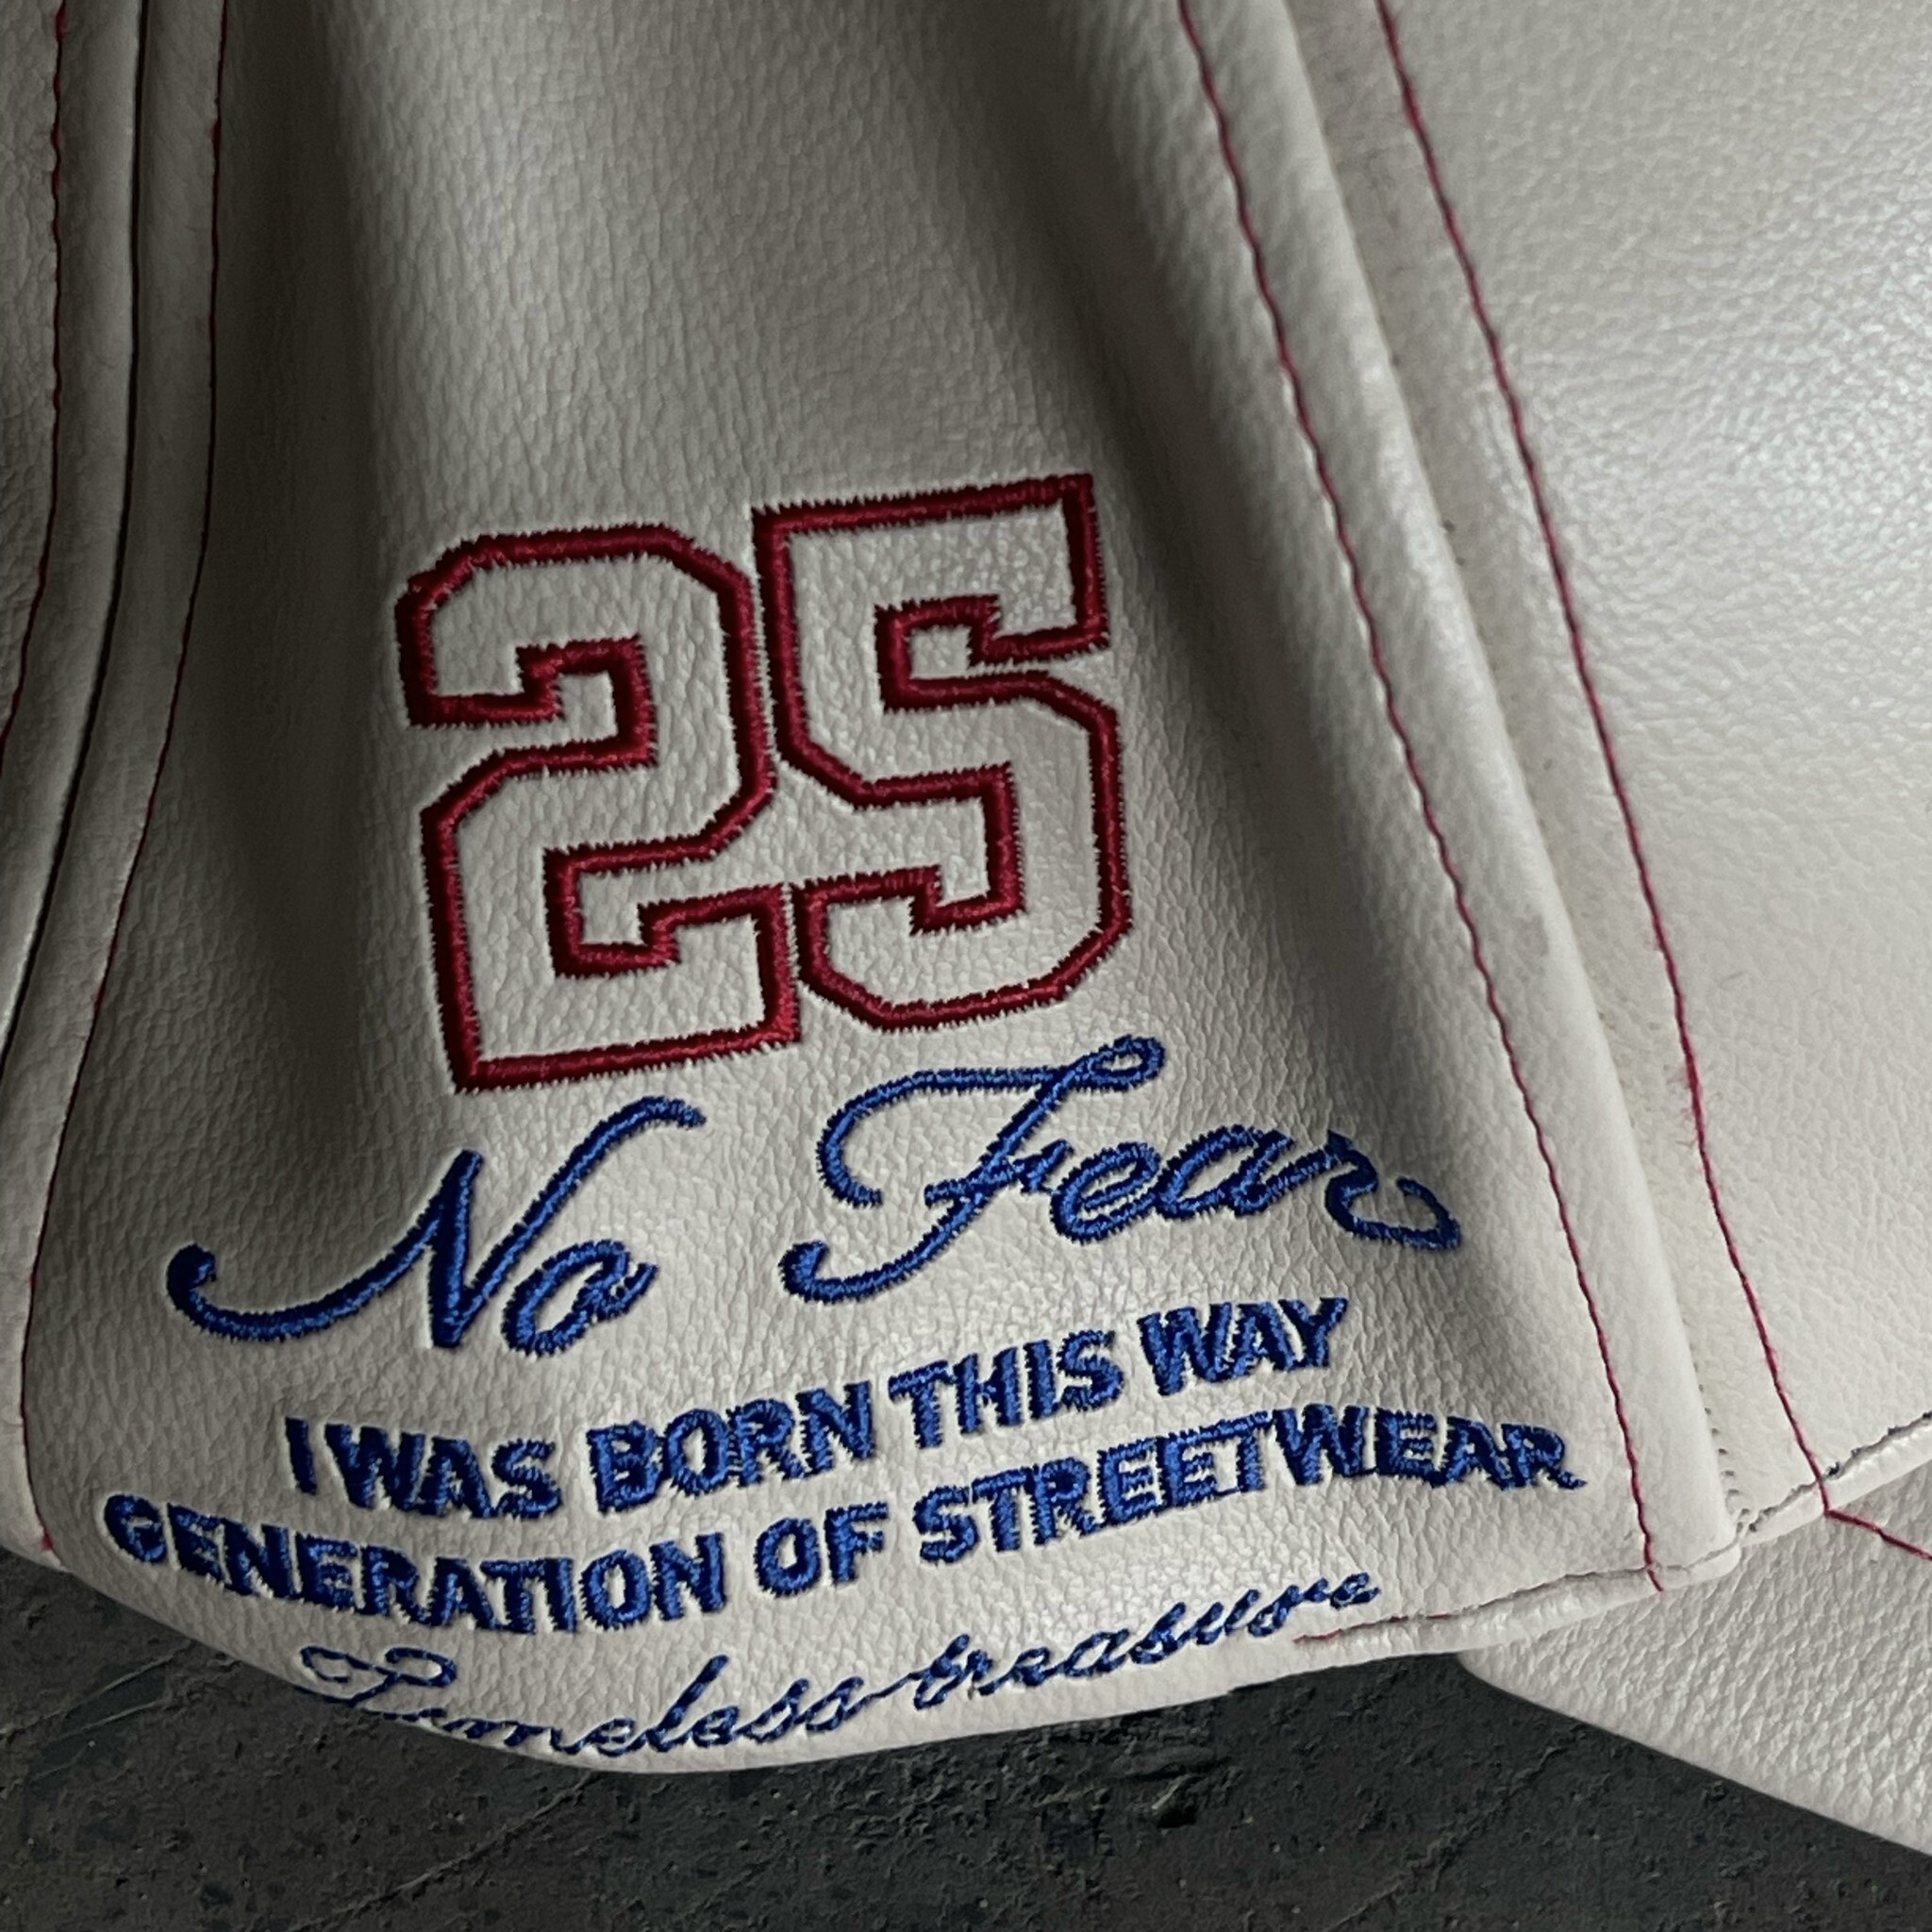 25
No Fear
I WAS BORN THIS WAY
GENERATION OF STREETWEAR
Timeless treasure